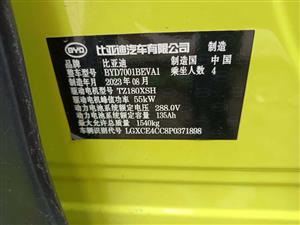 BYD 比亚迪汽车有限公司 制造
品牌 比亚迪 制造国 中国
整车型号 BYD7001BEVA1 乘坐人数 4
制造年月 2023年08月
驱动电机型号 TZ180XSH
驱动电机峰值功率 55kW
动力电池系统额定电压 288.0V
动力电池系统额定容量 135Ah
最大允许总质量 1540kg
车辆识别代号 LGXCE4CC8P0371898